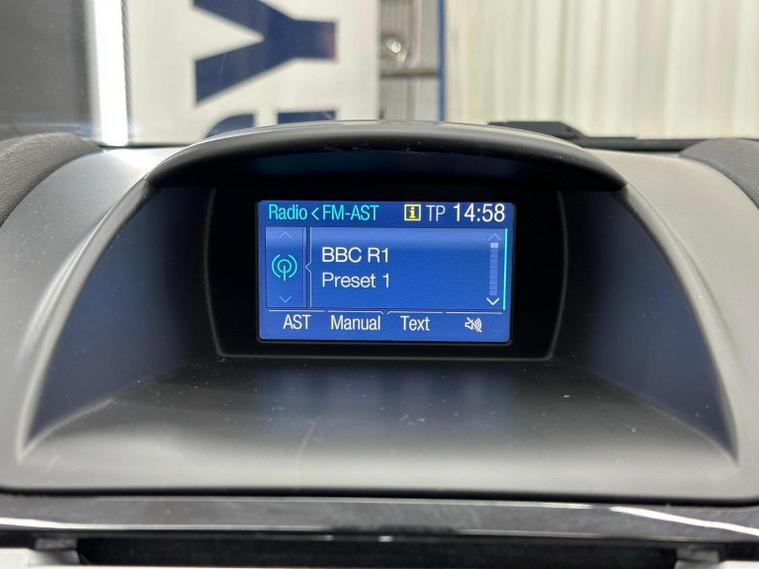 Radio < FM-AST i TP 14:58
BBC R1
Preset 1
AST Manual Text